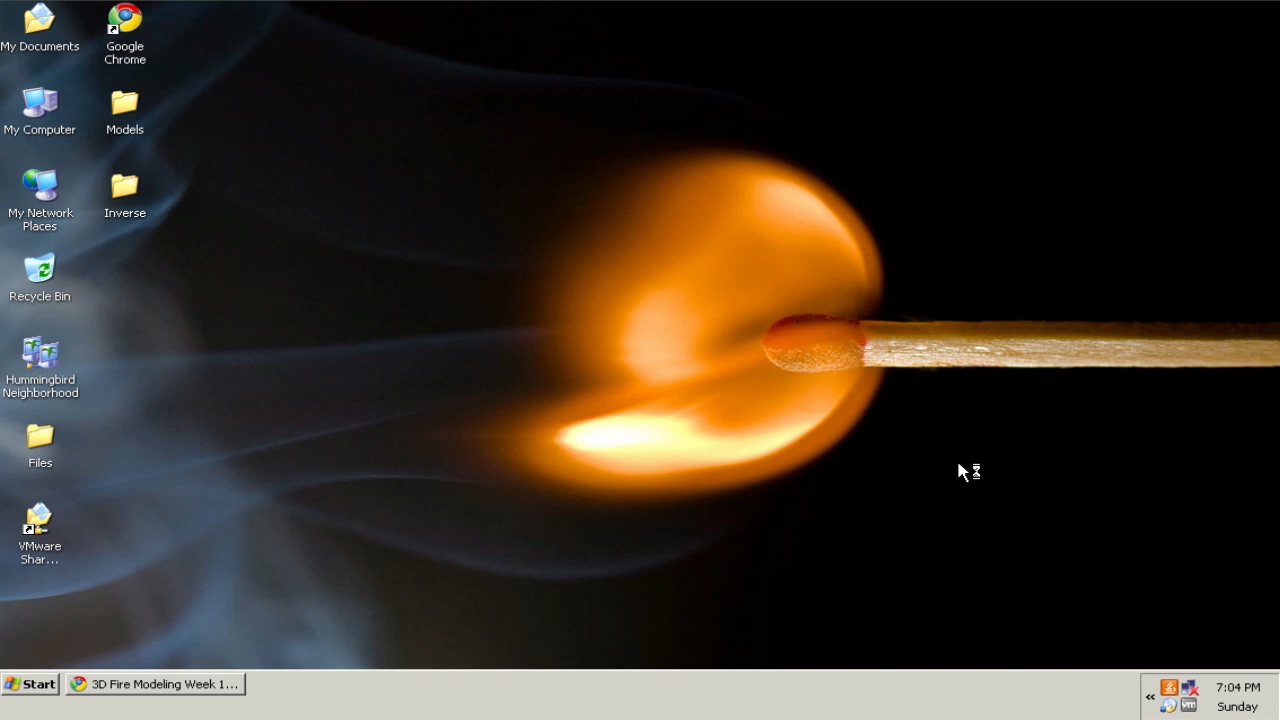 My Documents
Google
Chrome
My Computer
Models
My Network
Places
Inverse
Recycle Bin
Hummingbird
Neighborhood
Files
VMware
Shar...
Start
3D Fire Modeling Week 1...
«
vm
7:04 PM
Sunday